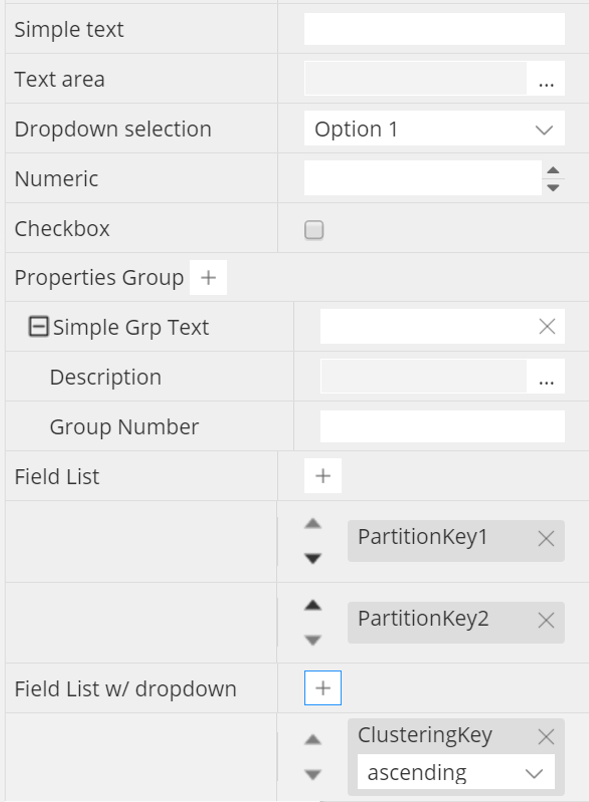 Simple text
Text area ...
Dropdown selection Option 1
Numeric
Checkbox
Properties Group +
Simple Grp Text
Description ...
Group Number
Field List +
PartitionKey1
PartitionKey2
Field List w/ dropdown +
ClusteringKey
ascending